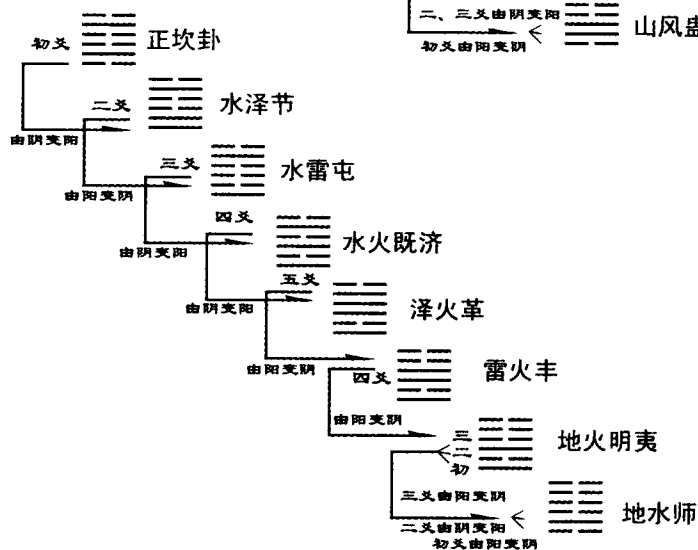 二、三爻由阴变阳
初爻由阳变阴
山风蛊
初爻
正坎卦
由阴变阳
二爻
水泽节
由阳变阴
三爻
水雷屯
由阴变阳
四爻
水火既济
由阴变阳
五爻
泽火革
由阳变阴
四爻
雷火丰
由阳变阴
三
二
初
地火明夷
三爻由阳变阴
二爻由阴变阳
初爻由阳变阴
地水师